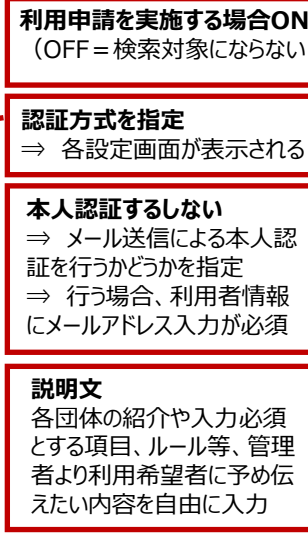 利用申請を実施する場合ON
（OFF＝検索対象にならない
認証方式を指定
⇒ 各設定画面が表示される
本人認証するしない
⇒ メール送信による本人認
証を行うかどうかを指定
⇒ 行う場合、利用者情報
にメールアドレス入力が必須
説明文
各団体の紹介や入力必須
とする項目、ルール等、管理
者より利用希望者に予め伝
えたい内容を自由に入力